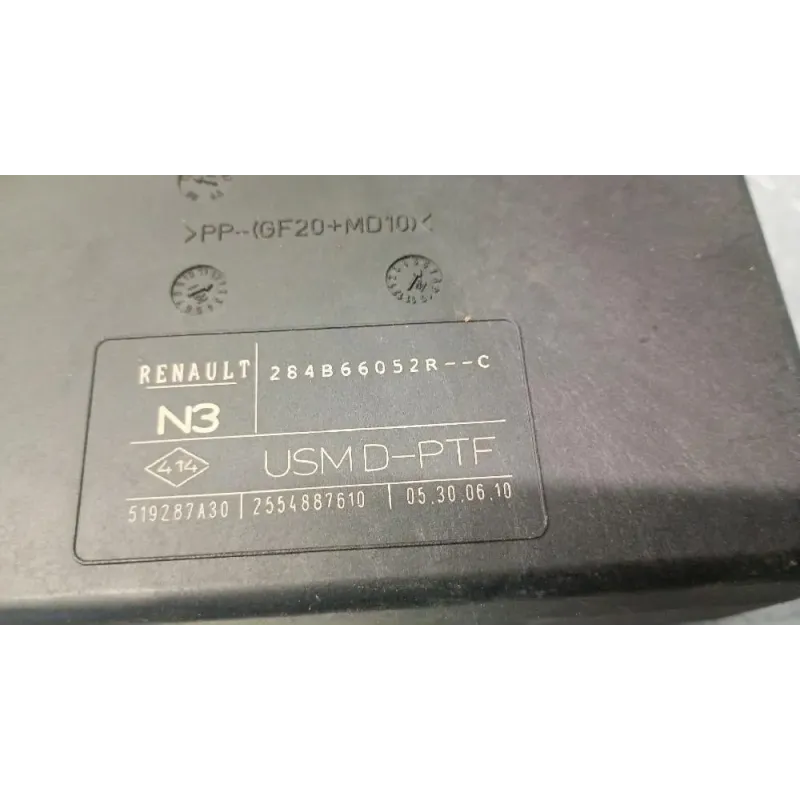 >PP--(GF20+MD10)<
RENAULT 284B66052R--C
N3
414 USM D-PTF
519287A30 2554887610 05.30.06.10